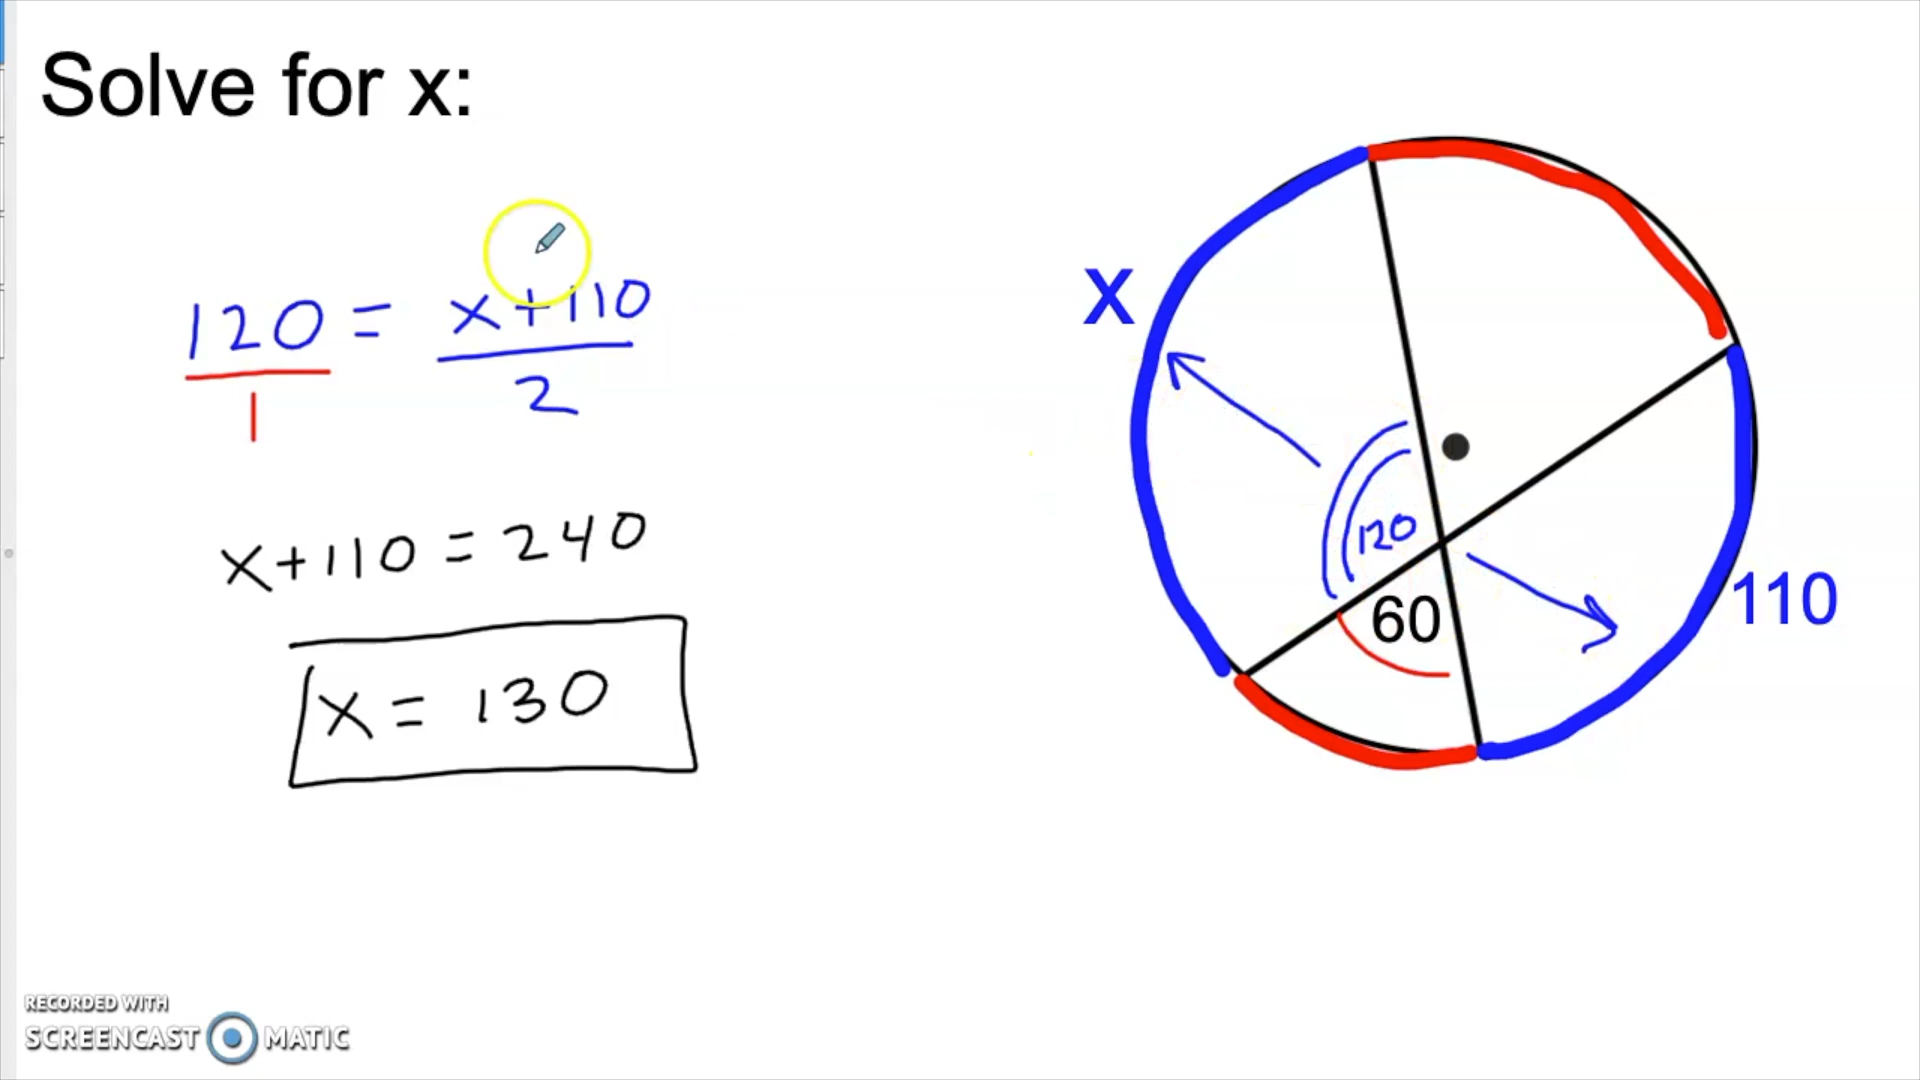 Solve for x:
120 = x+110
1 2
x+110 = 240
x = 130
x
120
60
110
RECORDED WITH
SCREENCAST MATIC